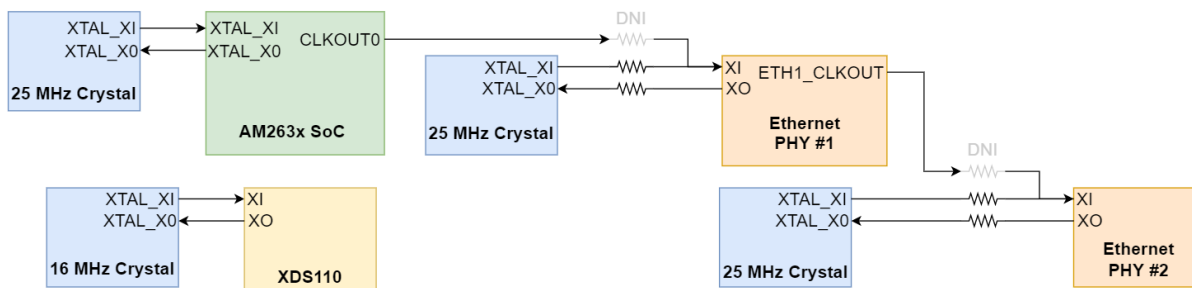 XTAL_XI
XTAL_X0
25 MHz Crystal
XTAL_XI
XTAL_X0
CLKOUT0
AM263x SoC
DNI
XTAL_XI
XTAL_X0
25 MHz Crystal
XI
XO
ETH1_CLKOUT
Ethernet
PHY #1
DNI
XTAL_XI
XTAL_X0
16 MHz Crystal
XI
XO
XDS110
XTAL_XI
XTAL_X0
25 MHz Crystal
XI
XO
Ethernet
PHY #2